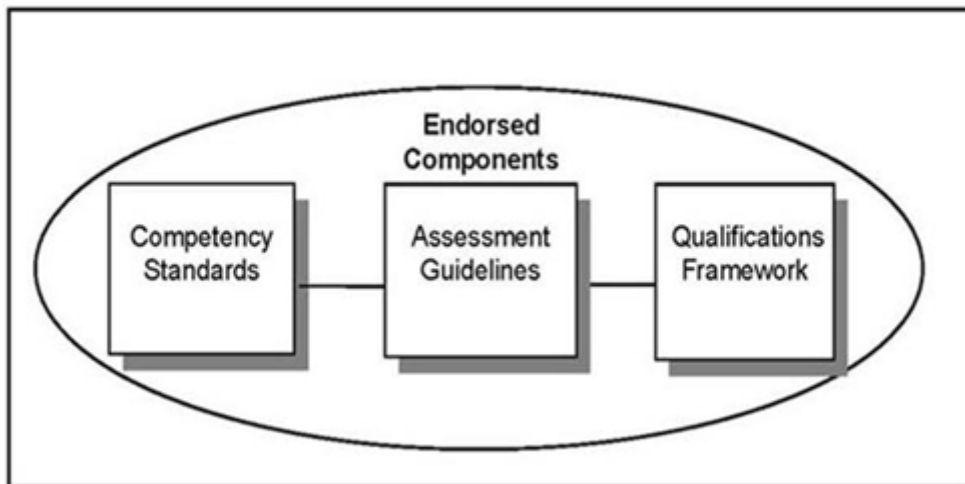 Endorsed
Components
Competency
Standards
Assessment
Guidelines
Qualifications
Framework